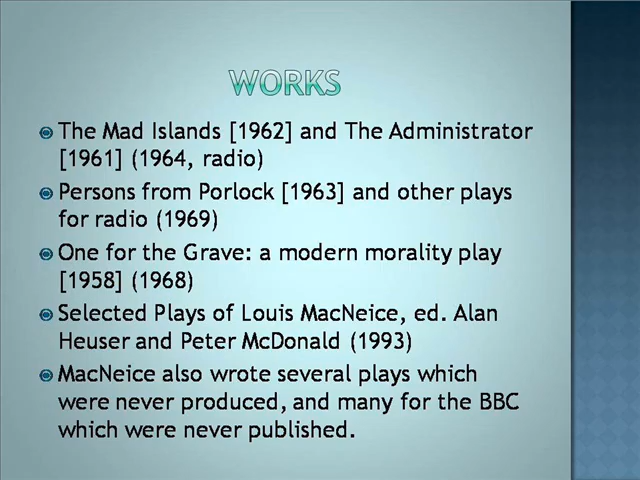 WORKS
The Mad Islands [1962] and The Administrator
[1961] (1964, radio)
Persons from Porlock [1963] and other plays
for radio (1969)
One for the Grave: a modern morality play
[1958] (1968)
Selected Plays of Louis MacNeice, ed. Alan
Heuser and Peter McDonald (1993)
MacNeice also wrote several plays which
were never produced, and many for the BBC
which were never published.